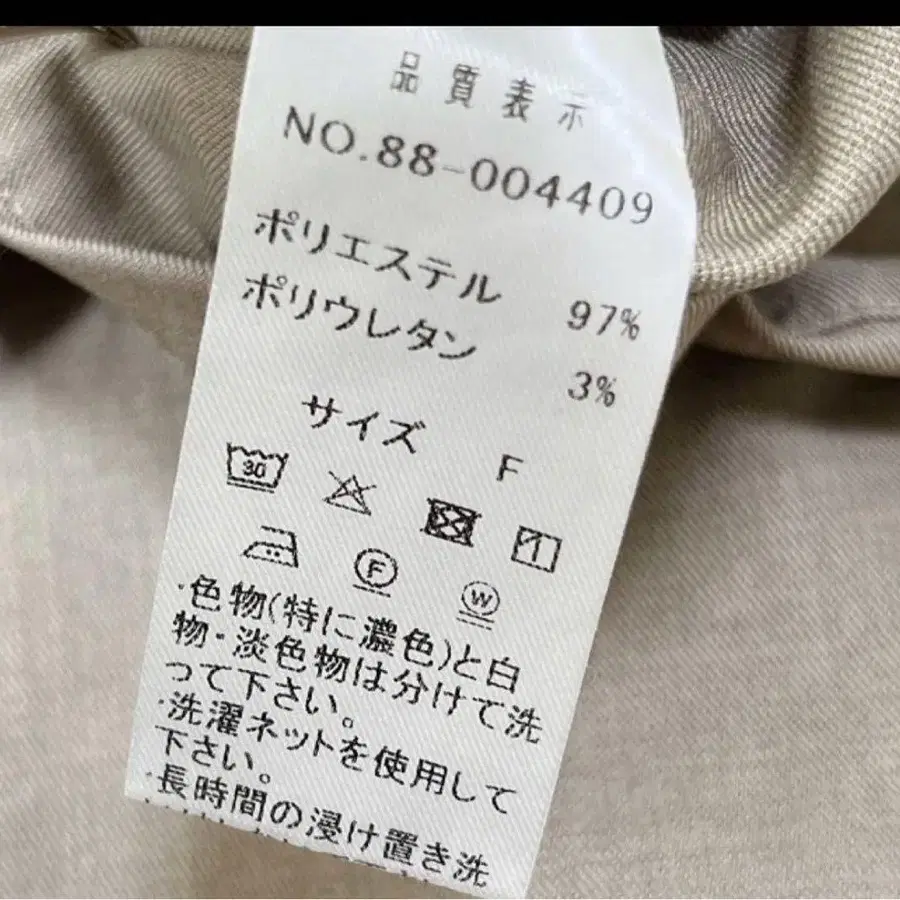 品質表示
NO.88-004409
ポリエステル 97%
ポリウレタン 3%
サイズ F
30
F W
·色物(特に濃色)と白
物·淡色物は分けて洗
って下さい。
·洗濯ネットを使用して
下さい。
·長時間の浸け置き洗